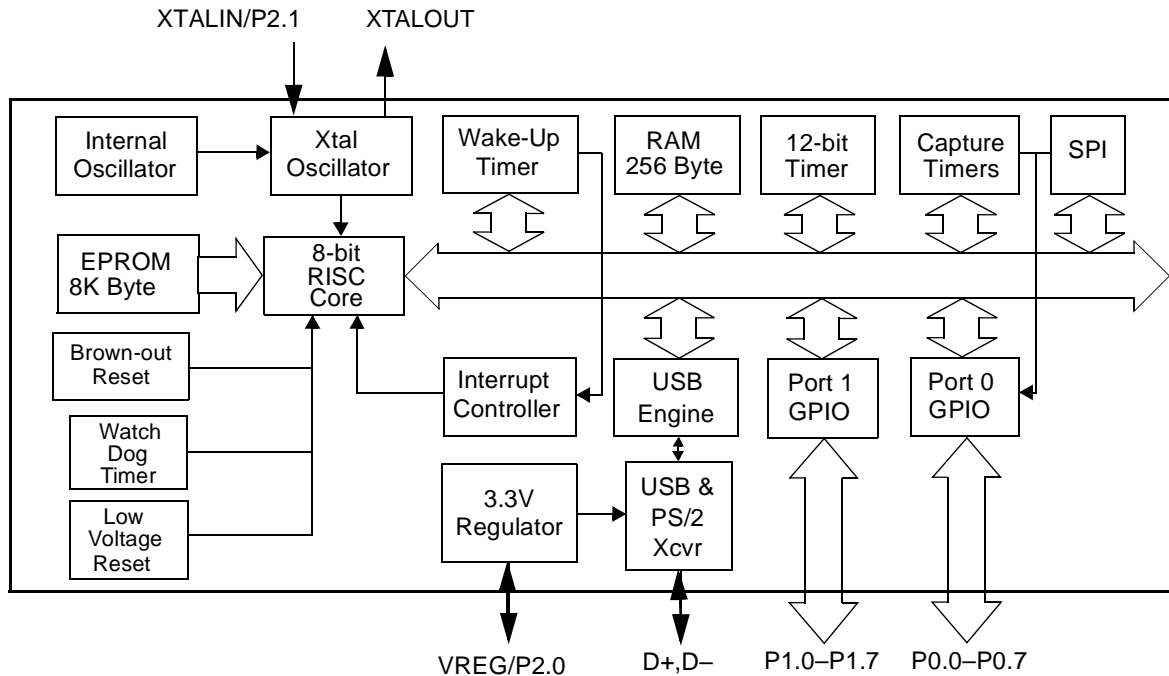 XTALIN/P2.1
XTALOUT
Internal
Oscillator
Xtal
Oscillator
Wake-Up
Timer
RAM
256 Byte
12-bit
Timer
Capture
Timers
SPI
EPROM
8K Byte
8-bit
RISC
Core
Brown-out
Reset
Interrupt
Controller
USB
Engine
Port 1
GPIO
Port 0
GPIO
Watch
Dog
Timer
3.3V
Regulator
USB &
PS/2
Xcvr
Low
Voltage
Reset
VREG/P2.0
D+,D–
P1.0–P1.7
P0.0–P0.7